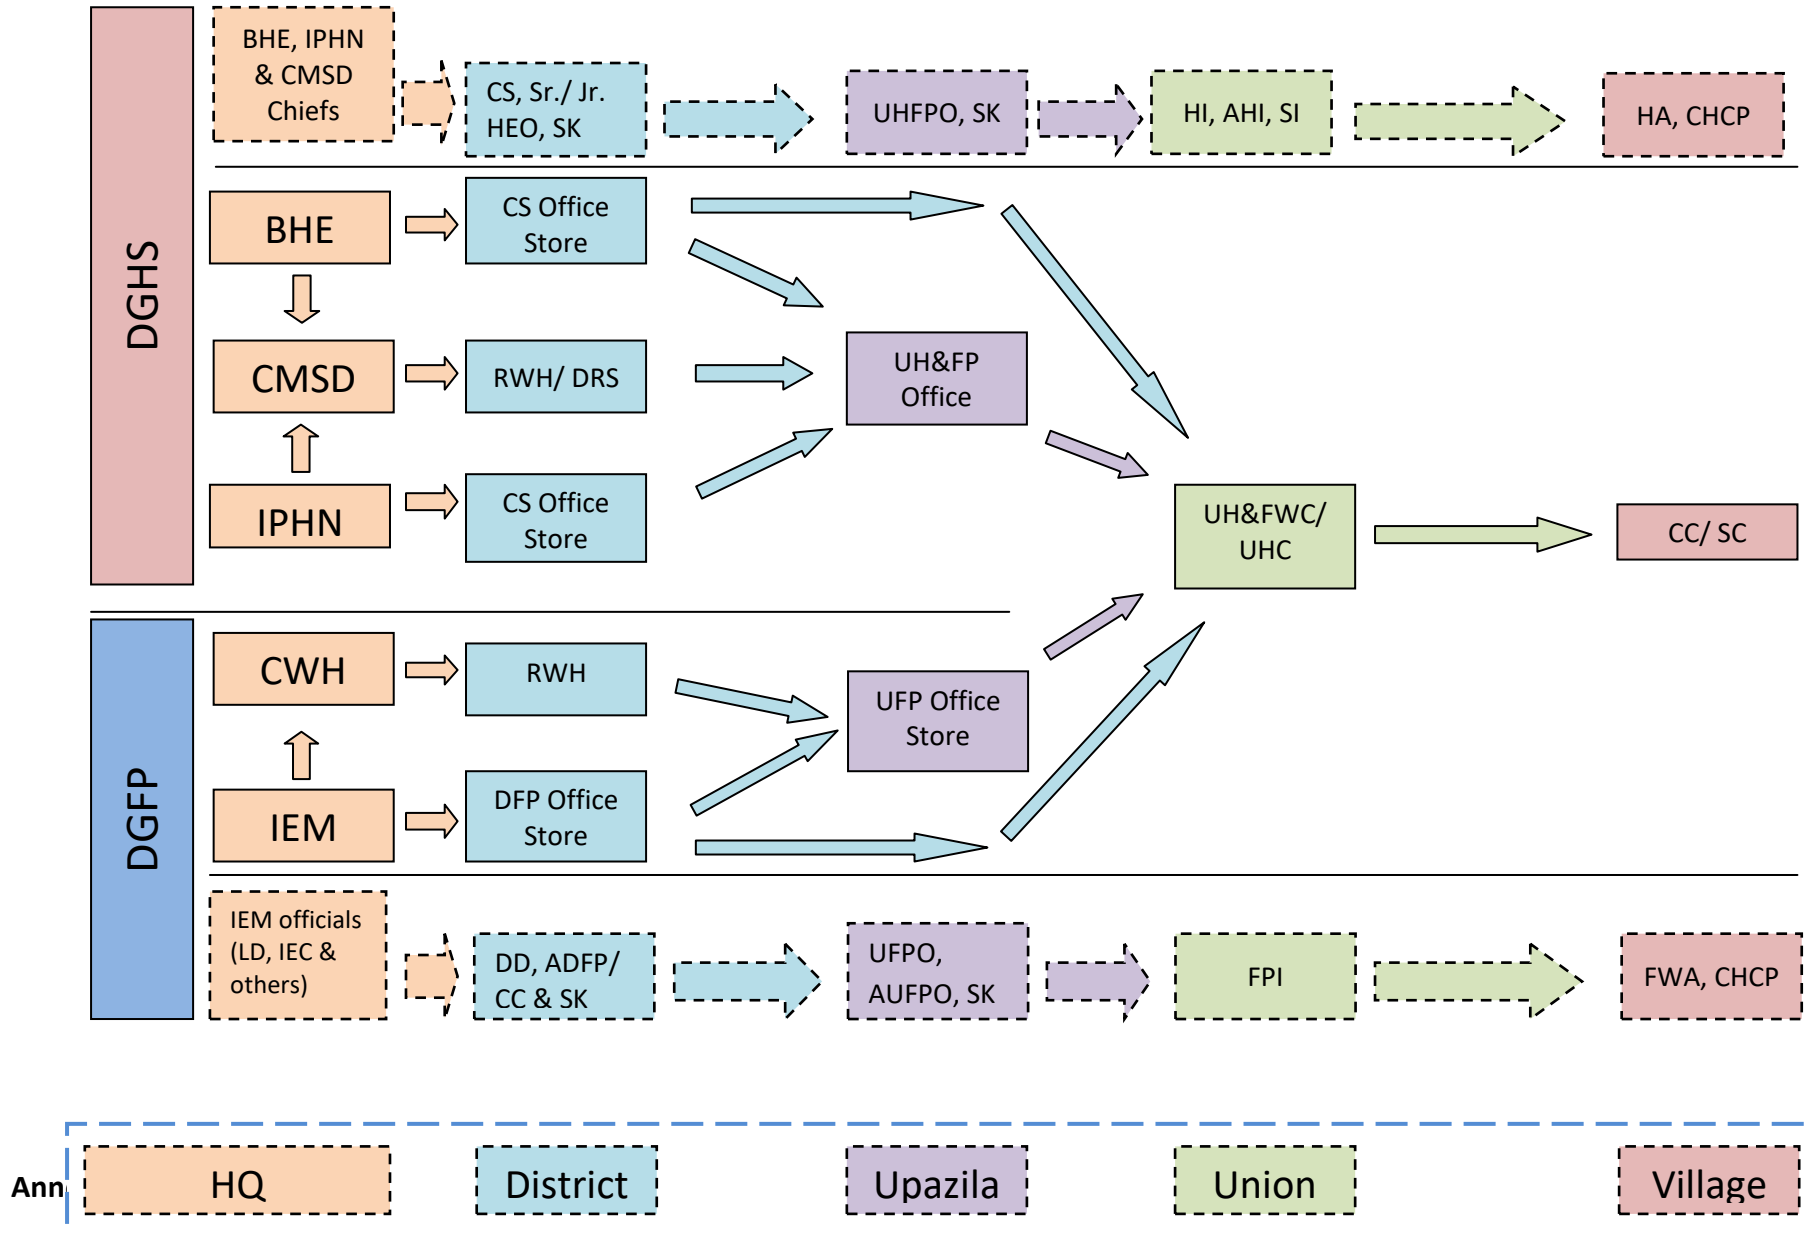 DGHS
BHE, IPHN
& CMSD
Chiefs
CS, Sr./ Jr.
HEO, SK
UHFPO, SK
HI, AHI, SI
HA, CHCP
BHE
CS Office
Store
CMSD
RWH/ DRS
UH&FP
Office
IPHN
CS Office
Store
UH&FWC/
UHC
CC/ SC
DGFP
CWH
RWH
UFP Office
Store
IEM
DFP Office
Store
IEM officials
(LD, IEC &
others)
DD, ADFP/
CC & SK
UFPO,
AUFPO, SK
FPI
FWA, CHCP
Ann
HQ
District
Upazila
Union
Village